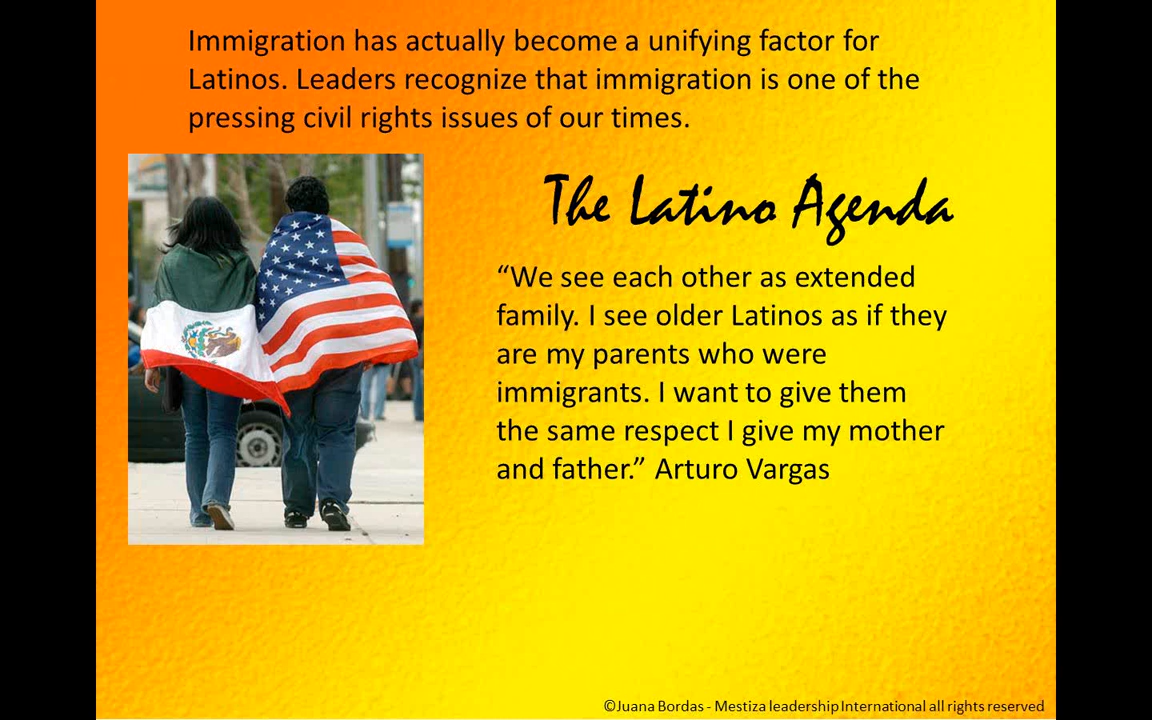 Immigration has actually become a unifying factor for
Latinos. Leaders recognize that immigration is one of the
pressing civil rights issues of our times.
The Latino Agenda
“We see each other as extended
family. I see older Latinos as if they
are my parents who were
immigrants. I want to give them
the same respect I give my mother
and father.” Arturo Vargas
©Juana Bordas - Mestiza leadership International all rights reserved